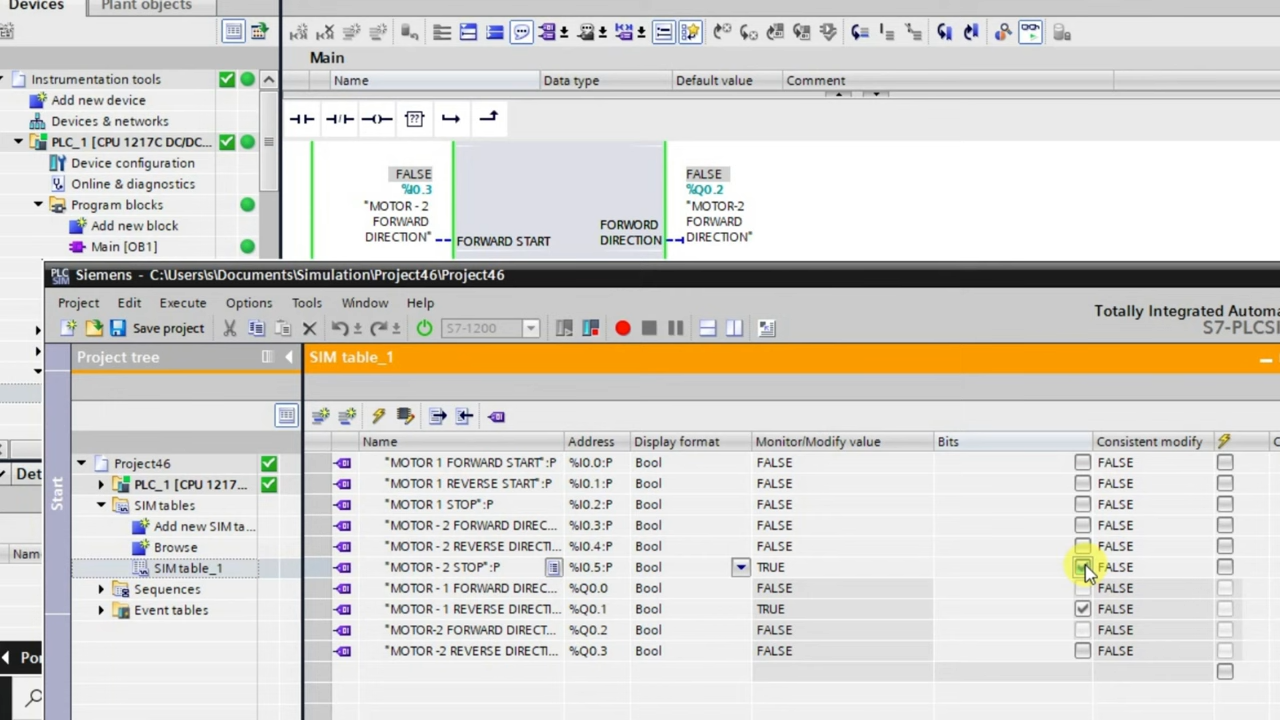 Devices
Plant objects
Main
Name Data type Default value Comment
Instrumentation tools
Add new device
Devices & networks
PLC_1 [CPU 1217C DC/DC...
Device configuration
Online & diagnostics
Program blocks
Add new block
Main [OB1]
FALSE
%I0.3
"MOTOR - 2
FORWARD
DIRECTION"
FORWARD START
FORWORD
DIRECTION
FALSE
%Q0.2
"MOTOR-2
FORWARD
DIRECTION"
PLC SIM
Siemens - C:\Users\s\Documents\Simulation\Project46\Project46
Project Edit Execute Options Tools Window Help
Save project S7-1200
Totally Integrated Automa
S7-PLCSI
Project tree
SIM table_1
Start
Project46
PLC_1 [CPU 1217...
SIM tables
Add new SIM ta...
Browse
SIM table_1
Sequences
Event tables
Name Address Display format Monitor/Modify value Bits Consistent modify
"MOTOR 1 FORWARD START":P %I0.0:P Bool FALSE FALSE
"MOTOR 1 REVERSE START":P %I0.1:P Bool FALSE FALSE
"MOTOR 1 STOP":P %I0.2:P Bool FALSE FALSE
"MOTOR - 2 FORWARD DIREC... %I0.3:P Bool FALSE FALSE
"MOTOR - 2 REVERSE DIRECTI... %I0.4:P Bool FALSE FALSE
"MOTOR - 2 STOP":P %I0.5:P Bool TRUE FALSE
"MOTOR - 1 FORWARD DIREC... %Q0.0 Bool FALSE FALSE
"MOTOR - 1 REVERSE DIRECTI... %Q0.1 Bool TRUE FALSE
"MOTOR-2 FORWARD DIRECT... %Q0.2 Bool FALSE FALSE
"MOTOR -2 REVERSE DIRECTI... %Q0.3 Bool FALSE FALSE
Det
Nam
Por